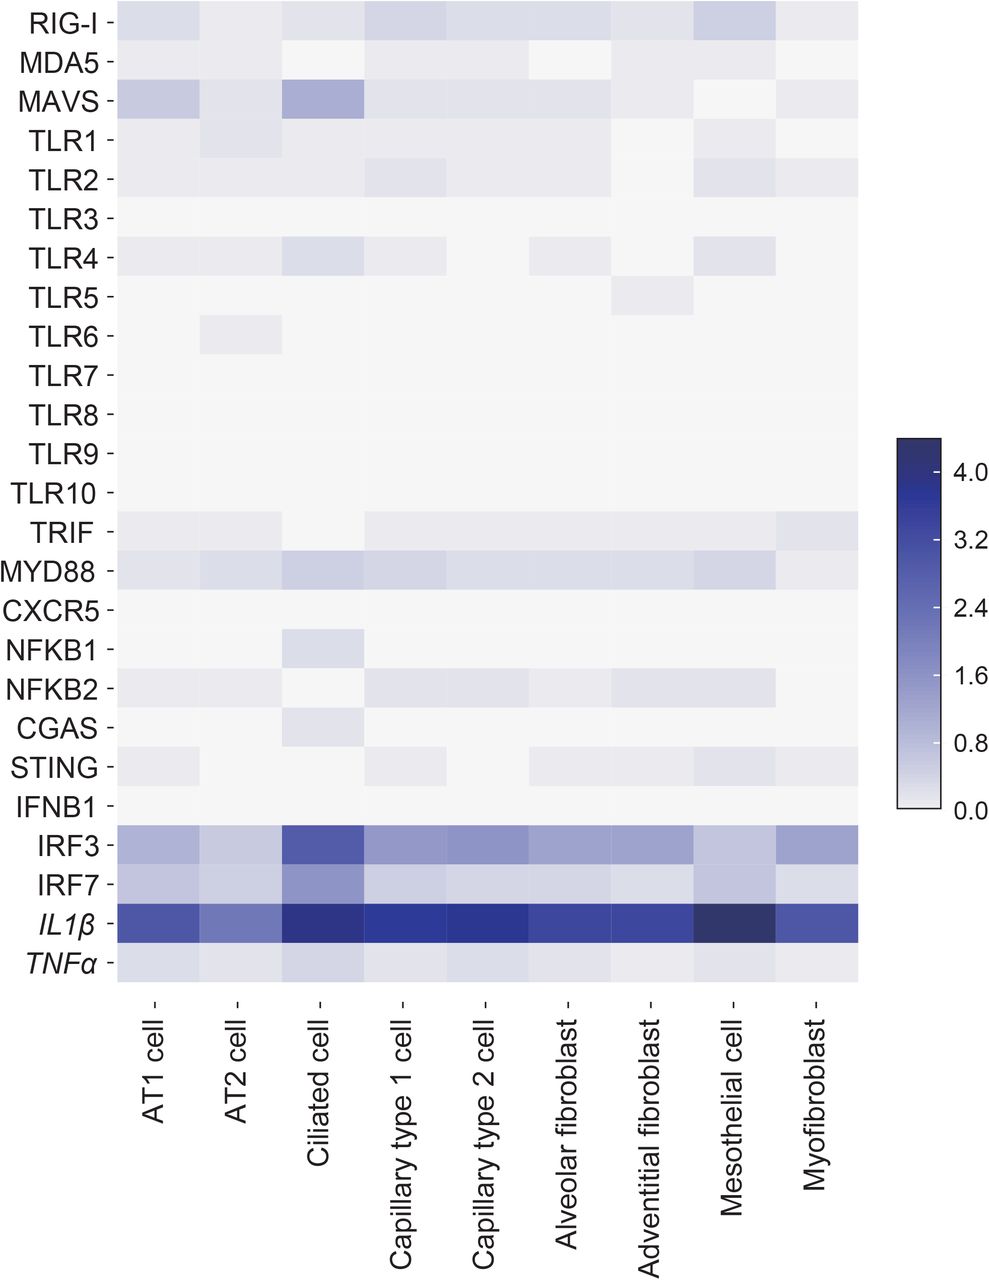 RIG-I
MDA5
MAVS
TLR1
TLR2
TLR3
TLR4
TLR5
TLR6
TLR7
TLR8
TLR9
TLR10
TRIF
MYD88
CXCR5
NFKB1
NFKB2
CGAS
STING
IFNB1
IRF3
IRF7
IL1β
TNFα
4.0
3.2
2.4
1.6
0.8
0.0
AT1 cell
AT2 cell
Ciliated cell
Capillary type 1 cell
Capillary type 2 cell
Alveolar fibroblast
Adventitial fibroblast
Mesothelial cell
Myofibroblast